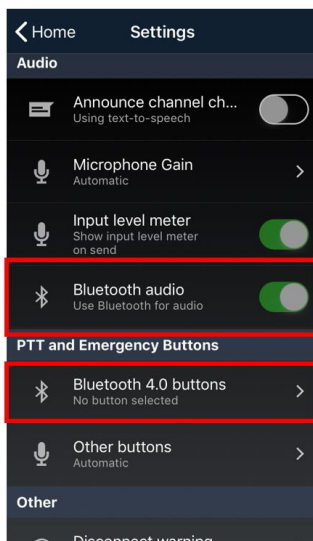 Home Settings
Audio
Announce channel ch...
Using text-to-speech
Microphone Gain
Automatic
Input level meter
Show input level meter
on send
Bluetooth audio
Use Bluetooth for audio
PTT and Emergency Buttons
Bluetooth 4.0 buttons
No button selected
Other buttons
Automatic
Other
Disconnect warning